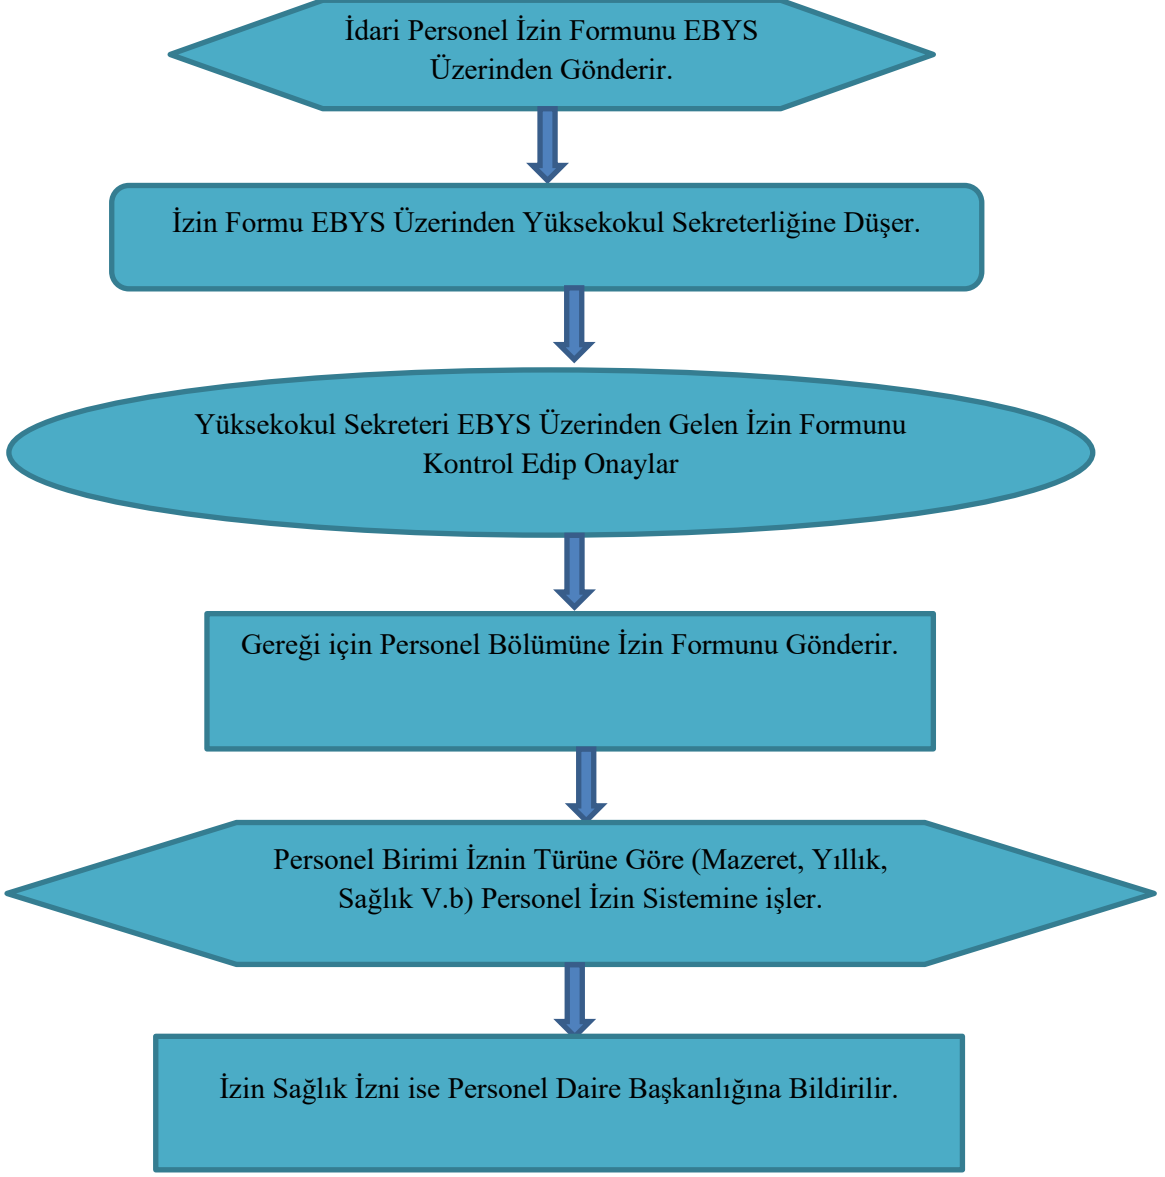 İdari Personel İzin Formunu EBYS
Üzerinden Gönderir.
İzin Formu EBYS Üzerinden Yüksekokul Sekreterliğine Düşer.
Yüksekokul Sekreteri EBYS Üzerinden Gelen İzin Formunu
Kontrol Edip Onaylar
Gereği için Personel Bölümüne İzin Formunu Gönderir.
Personel Birimi İznin Türüne Göre (Mazeret, Yıllık,
Sağlık V.b) Personel İzin Sistemine işler.
İzin Sağlık İzni ise Personel Daire Başkanlığına Bildirilir.